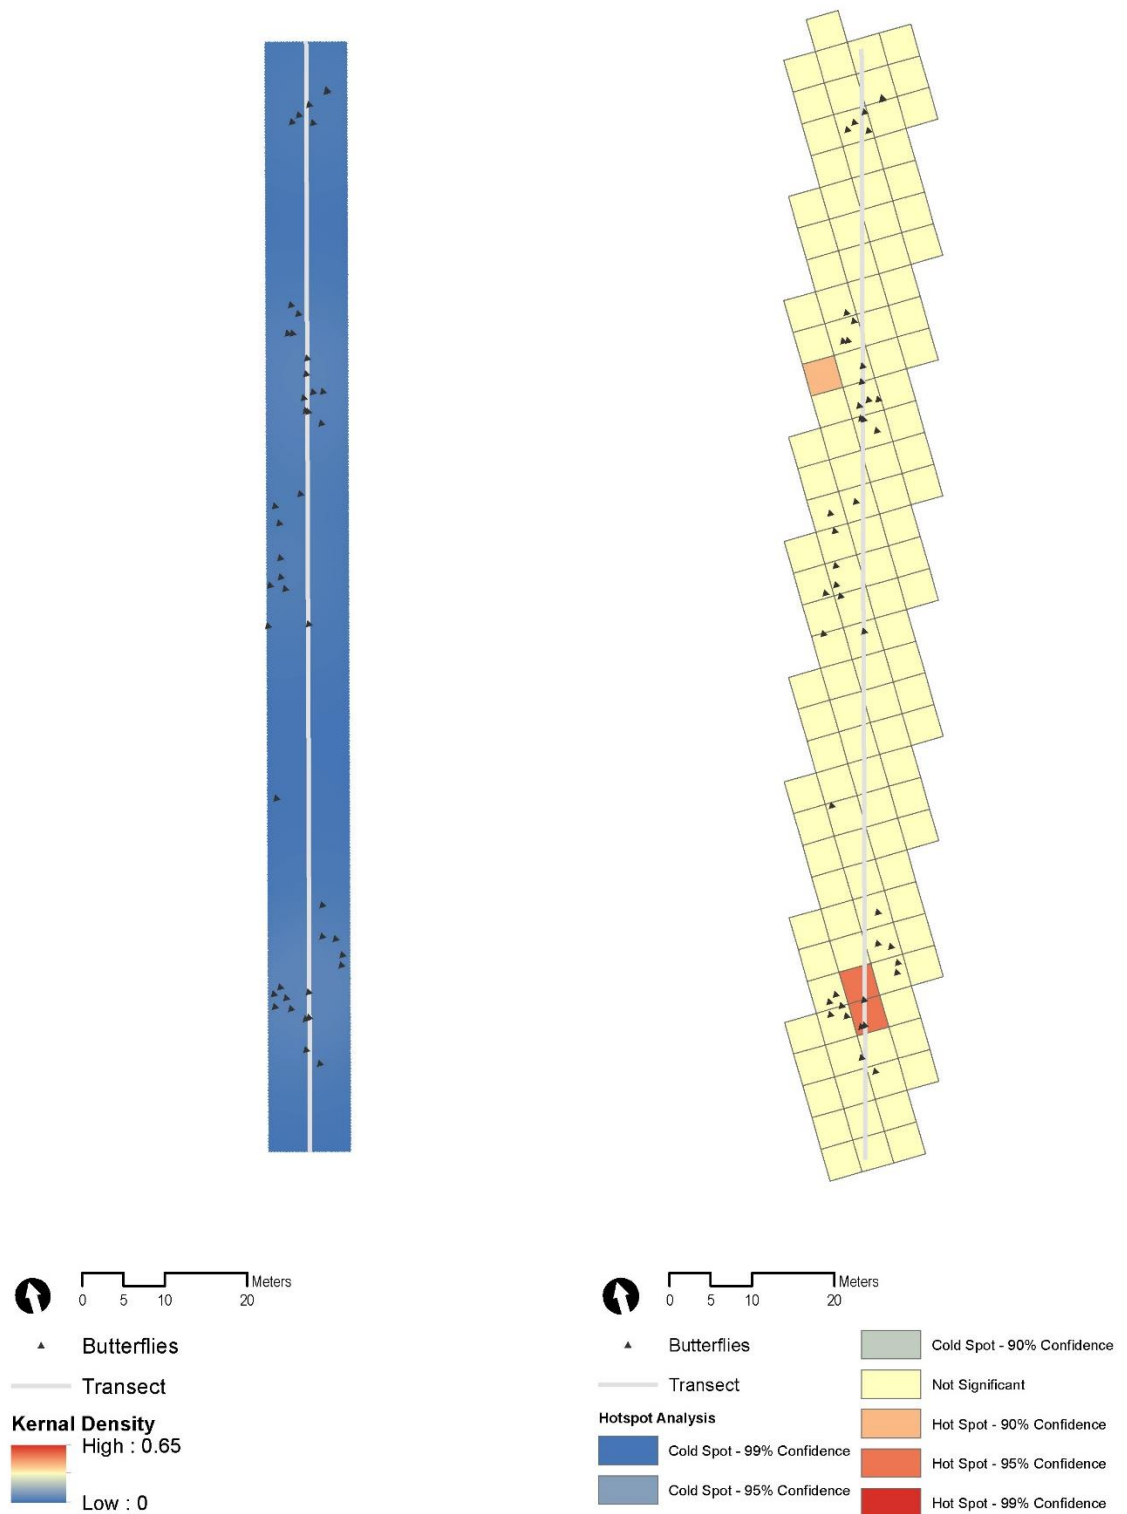 Meters
0 5 10 20
Butterflies
Transect
Kernal Density
High : 0.65
Low : 0
Meters
0 5 10 20
Butterflies
Transect
Hotspot Analysis
Cold Spot - 99% Confidence
Cold Spot - 95% Confidence
Cold Spot - 90% Confidence
Not Significant
Hot Spot - 90% Confidence
Hot Spot - 95% Confidence
Hot Spot - 99% Confidence